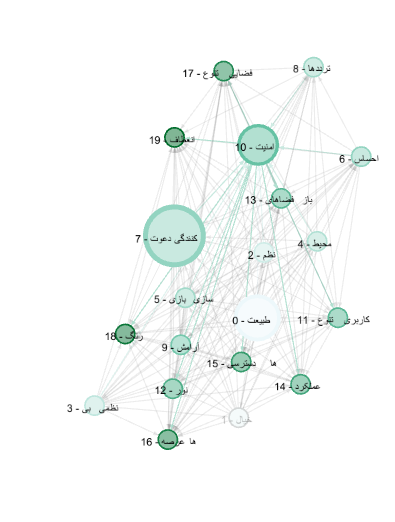 8 - ترندها
17 - فضایی تنوع
19 - انعطاف
10 - امنیت
6 - احساس
13 - باز فضاهای
7 - کنندگی دعوت
4 - محیط
2 - نظم
5 - سازی بازی
0 - طبیعت
11 - تنوع کاربری
18 - رنگ
9 - آرامش
15 - دسترسی ها
14 - عملکرد
12 - نور
3 - نظمی بی
1 - خیال
16 - ها عرصه